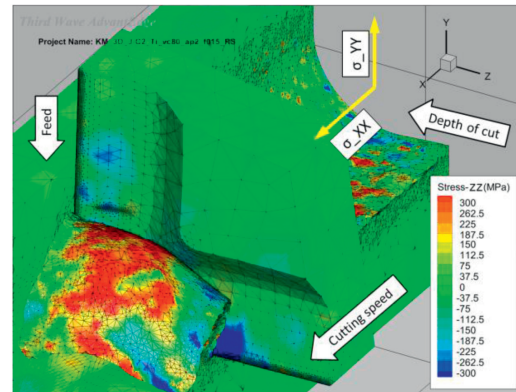 Third Wave AdvantEdge
Project Name:
σ_YY
Y
Z
X
σ_XX
Depth of cut
Feed
Cutting speed
Stress-ZZ(MPa)
300
262.5
225
187.5
150
112.5
75
37.5
0
-37.5
-75
-112.5
-150
-187.5
-225
-262.5
-300